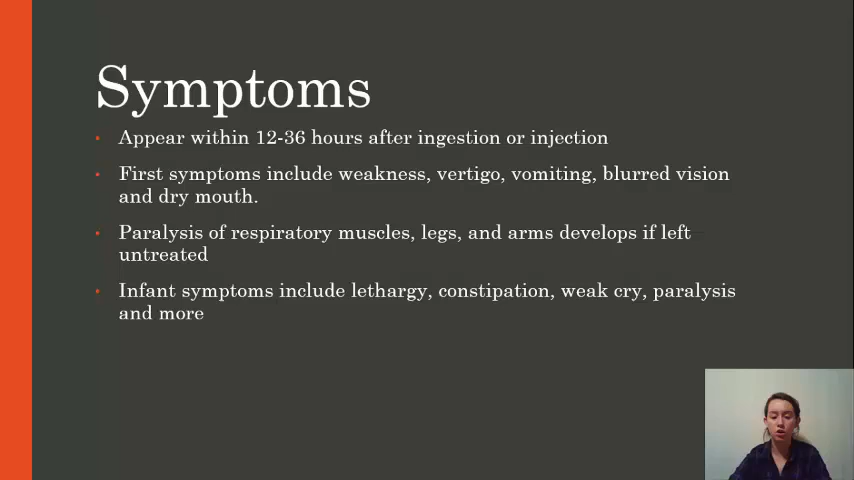 Symptoms
Appear within 12-36 hours after ingestion or injection
First symptoms include weakness, vertigo, vomiting, blurred vision
and dry mouth.
Paralysis of respiratory muscles, legs, and arms develops if left
untreated
Infant symptoms include lethargy, constipation, weak cry, paralysis
and more